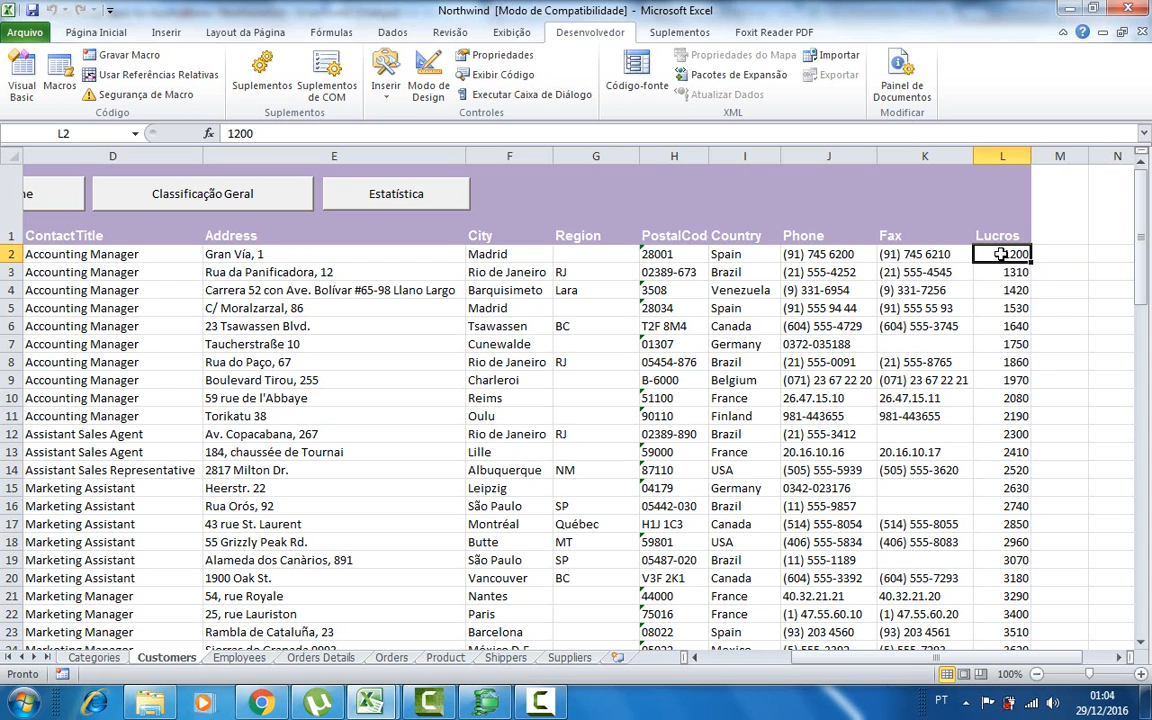 Northwind [Modo de Compatibilidade] - Microsoft Excel
Arquivo Página Inicial Inserir Layout da Página Fórmulas Dados Revisão Exibição Desenvolvedor Suplementos Foxit Reader PDF
Visual Basic
Macros
Gravar Macro
Usar Referências Relativas
Segurança de Macro
Código
Suplementos
Suplementos de COM
Suplementos
Inserir
Modo de Design
Propriedades
Exibir Código
Executar Caixa de Diálogo
Controles
Código-fonte
Propriedades do Mapa
Pacotes de Expansão
Atualizar Dados
Importar
Exportar
XML
Painel de Documentos
Modificar
L2 fx 1200
D E F G H I J K L M N
ne Classificação Geral Estatística
1 ContactTitle Address City Region PostalCod Country Phone Fax Lucros
2 Accounting Manager Gran Vía, 1 Madrid 28001 Spain (91) 745 6200 (91) 745 6210 1200
3 Accounting Manager Rua da Panificadora, 12 Rio de Janeiro RJ 02389-673 Brazil (21) 555-4252 (21) 555-4545 1310
4 Accounting Manager Carrera 52 con Ave. Bolívar #65-98 Llano Largo Barquisimeto Lara 3508 Venezuela (9) 331-6954 (9) 331-7256 1420
5 Accounting Manager C/ Moralzarzal, 86 Madrid 28034 Spain (91) 555 94 44 (91) 555 55 93 1530
6 Accounting Manager 23 Tsawassen Blvd. Tsawassen BC T2F 8M4 Canada (604) 555-4729 (604) 555-3745 1640
7 Accounting Manager Taucherstraße 10 Cunewalde 01307 Germany 0372-035188 1750
8 Accounting Manager Rua do Paço, 67 Rio de Janeiro RJ 05454-876 Brazil (21) 555-0091 (21) 555-8765 1860
9 Accounting Manager Boulevard Tirou, 255 Charleroi B-6000 Belgium (071) 23 67 22 20 (071) 23 67 22 21 1970
10 Accounting Manager 59 rue de l'Abbaye Reims 51100 France 26.47.15.10 26.47.15.11 2080
11 Accounting Manager Torikatu 38 Oulu 90110 Finland 981-443655 981-443655 2190
12 Assistant Sales Agent Av. Copacabana, 267 Rio de Janeiro RJ 02389-890 Brazil (21) 555-3412 2300
13 Assistant Sales Agent 184, chaussée de Tournai Lille 59000 France 20.16.10.16 20.16.10.17 2410
14 Assistant Sales Representative 2817 Milton Dr. Albuquerque NM 87110 USA (505) 555-5939 (505) 555-3620 2520
15 Marketing Assistant Heerstr. 22 Leipzig 04179 Germany 0342-023176 2630
16 Marketing Assistant Rua Orós, 92 São Paulo SP 05442-030 Brazil (11) 555-9857 2740
17 Marketing Assistant 43 rue St. Laurent Montréal Québec H1J 1C3 Canada (514) 555-8054 (514) 555-8055 2850
18 Marketing Assistant 55 Grizzly Peak Rd. Butte MT 59801 USA (406) 555-5834 (406) 555-8083 2960
19 Marketing Assistant Alameda dos Canàrios, 891 São Paulo SP 05487-020 Brazil (11) 555-1189 3070
20 Marketing Assistant 1900 Oak St. Vancouver BC V3F 2K1 Canada (604) 555-3392 (604) 555-7293 3180
21 Marketing Manager 54, rue Royale Nantes 44000 France 40.32.21.21 40.32.21.20 3290
22 Marketing Manager 25, rue Lauriston Paris 75016 France (1) 47.55.60.10 (1) 47.55.60.20 3400
23 Marketing Manager Rambla de Cataluña, 23 Barcelona 08022 Spain (93) 203 4560 (93) 203 4561 3510
Categories Customers Employees Orders Details Orders Product Shippers Suppliers
Pronto 100%
PT 01:04
29/12/2016